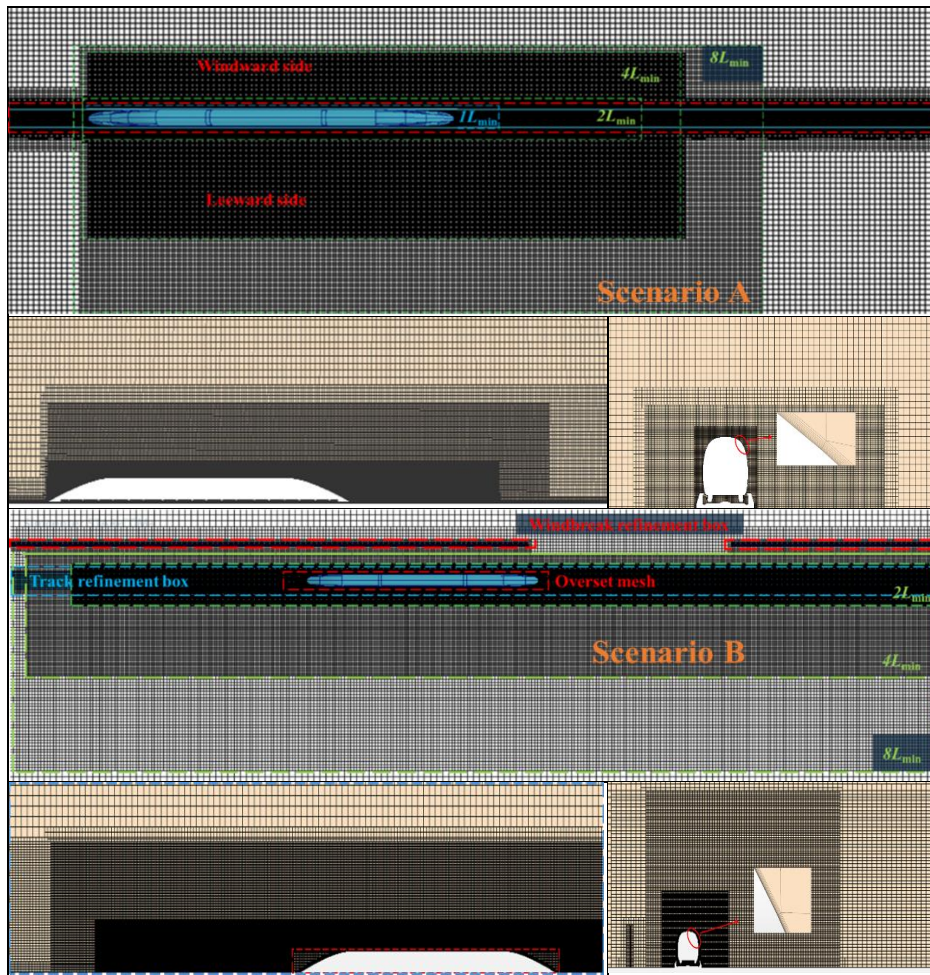 Windward side
8Lmin
4Lmin
1Lmin
2Lmin
Leeward side
Scenario A
Windbreak refinement box
Track refinement box
Overset mesh
2Lmin
Scenario B
4Lmin
8Lmin